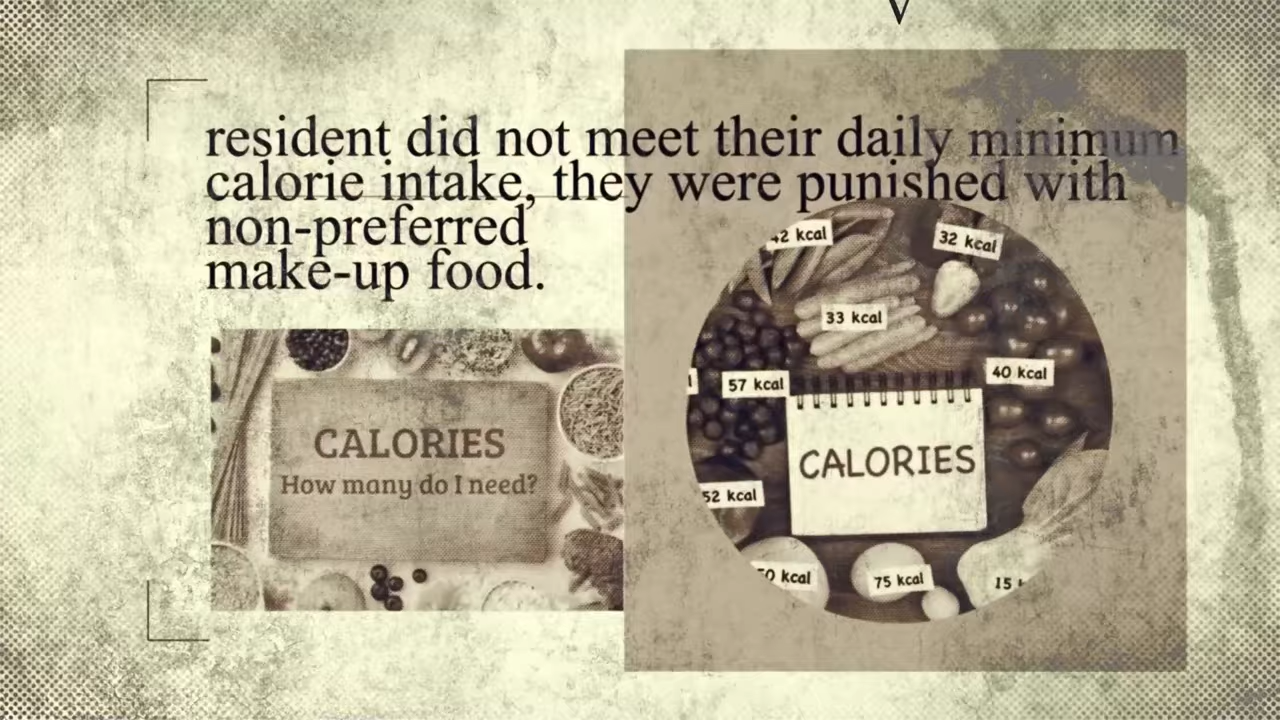 resident did not meet their daily minimum
calorie intake, they were punished with
non-preferred
make-up food.
CALORIES
How many do I need?
42 kcal
32 kcal
33 kcal
57 kcal
40 kcal
CALORIES
52 kcal
kcal
75 kcal
15